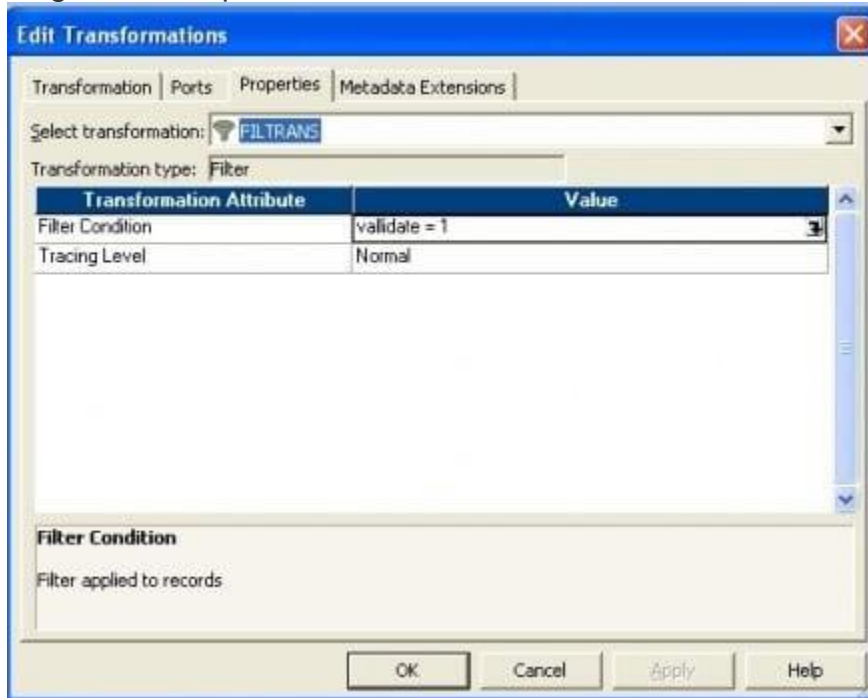 Edit Transformations
Transformation Ports Properties Metadata Extensions
Select transformation: FILTRANS
Transformation type: Filter
Transformation Attribute Value
Filter Condition validate = 1
Tracing Level Normal
Filter Condition
Filter applied to records
OK Cancel Apply Help